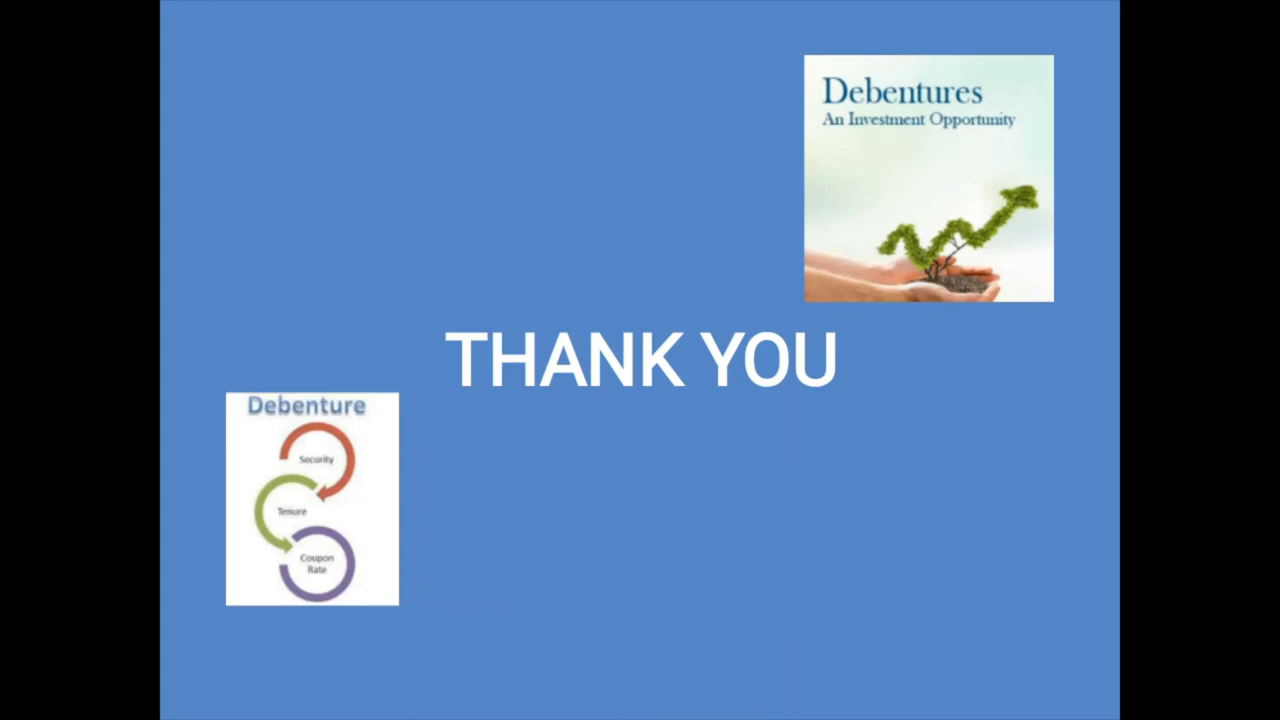 Debentures
An Investment Opportunity
THANK YOU
Debenture
Security
Tenure
Coupon
Rate